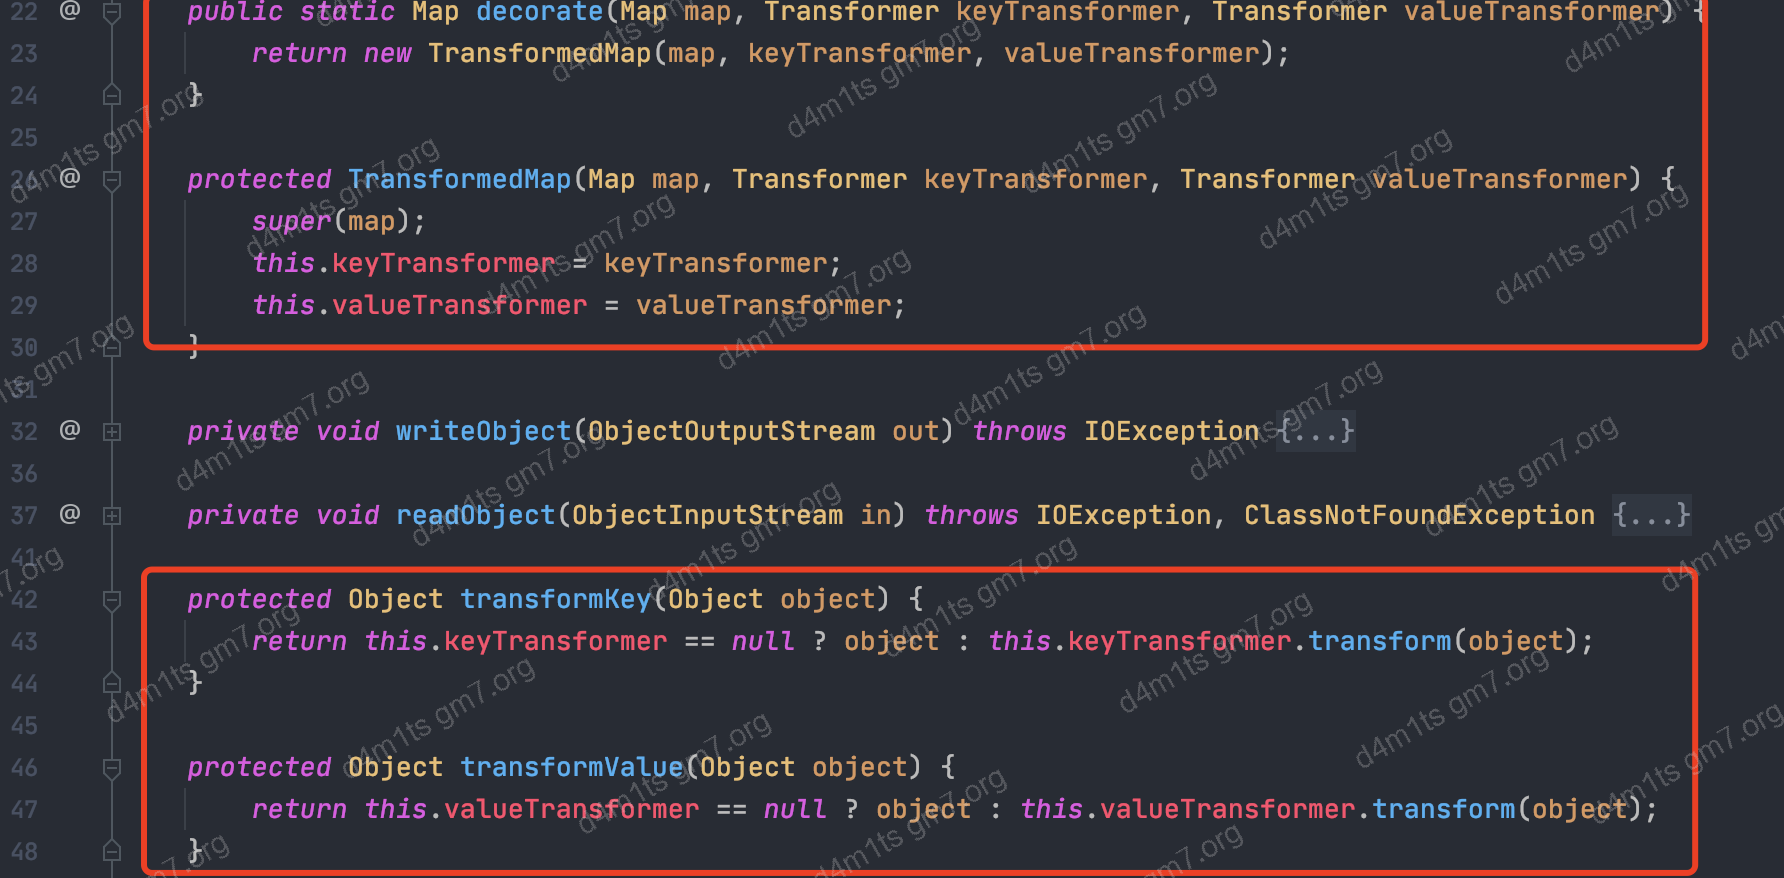 22 @ public static Map decorate(Map map, Transformer keyTransformer, Transformer valueTransformer) {
23 return new TransformedMap(map, keyTransformer, valueTransformer);
24 }
25
26 @ protected TransformedMap(Map map, Transformer keyTransformer, Transformer valueTransformer) {
27 super(map);
28 this.keyTransformer = keyTransformer;
29 this.valueTransformer = valueTransformer;
30 }
31
32 @ private void writeObject(ObjectOutputStream out) throws IOException {...}
36
37 @ private void readObject(ObjectInputStream in) throws IOException, ClassNotFoundException {...}
41
42 protected Object transformKey(Object object) {
43 return this.keyTransformer == null ? object : this.keyTransformer.transform(object);
44 }
45
46 protected Object transformValue(Object object) {
47 return this.valueTransformer == null ? object : this.valueTransformer.transform(object);
48 }
d4m1ts gm7.org